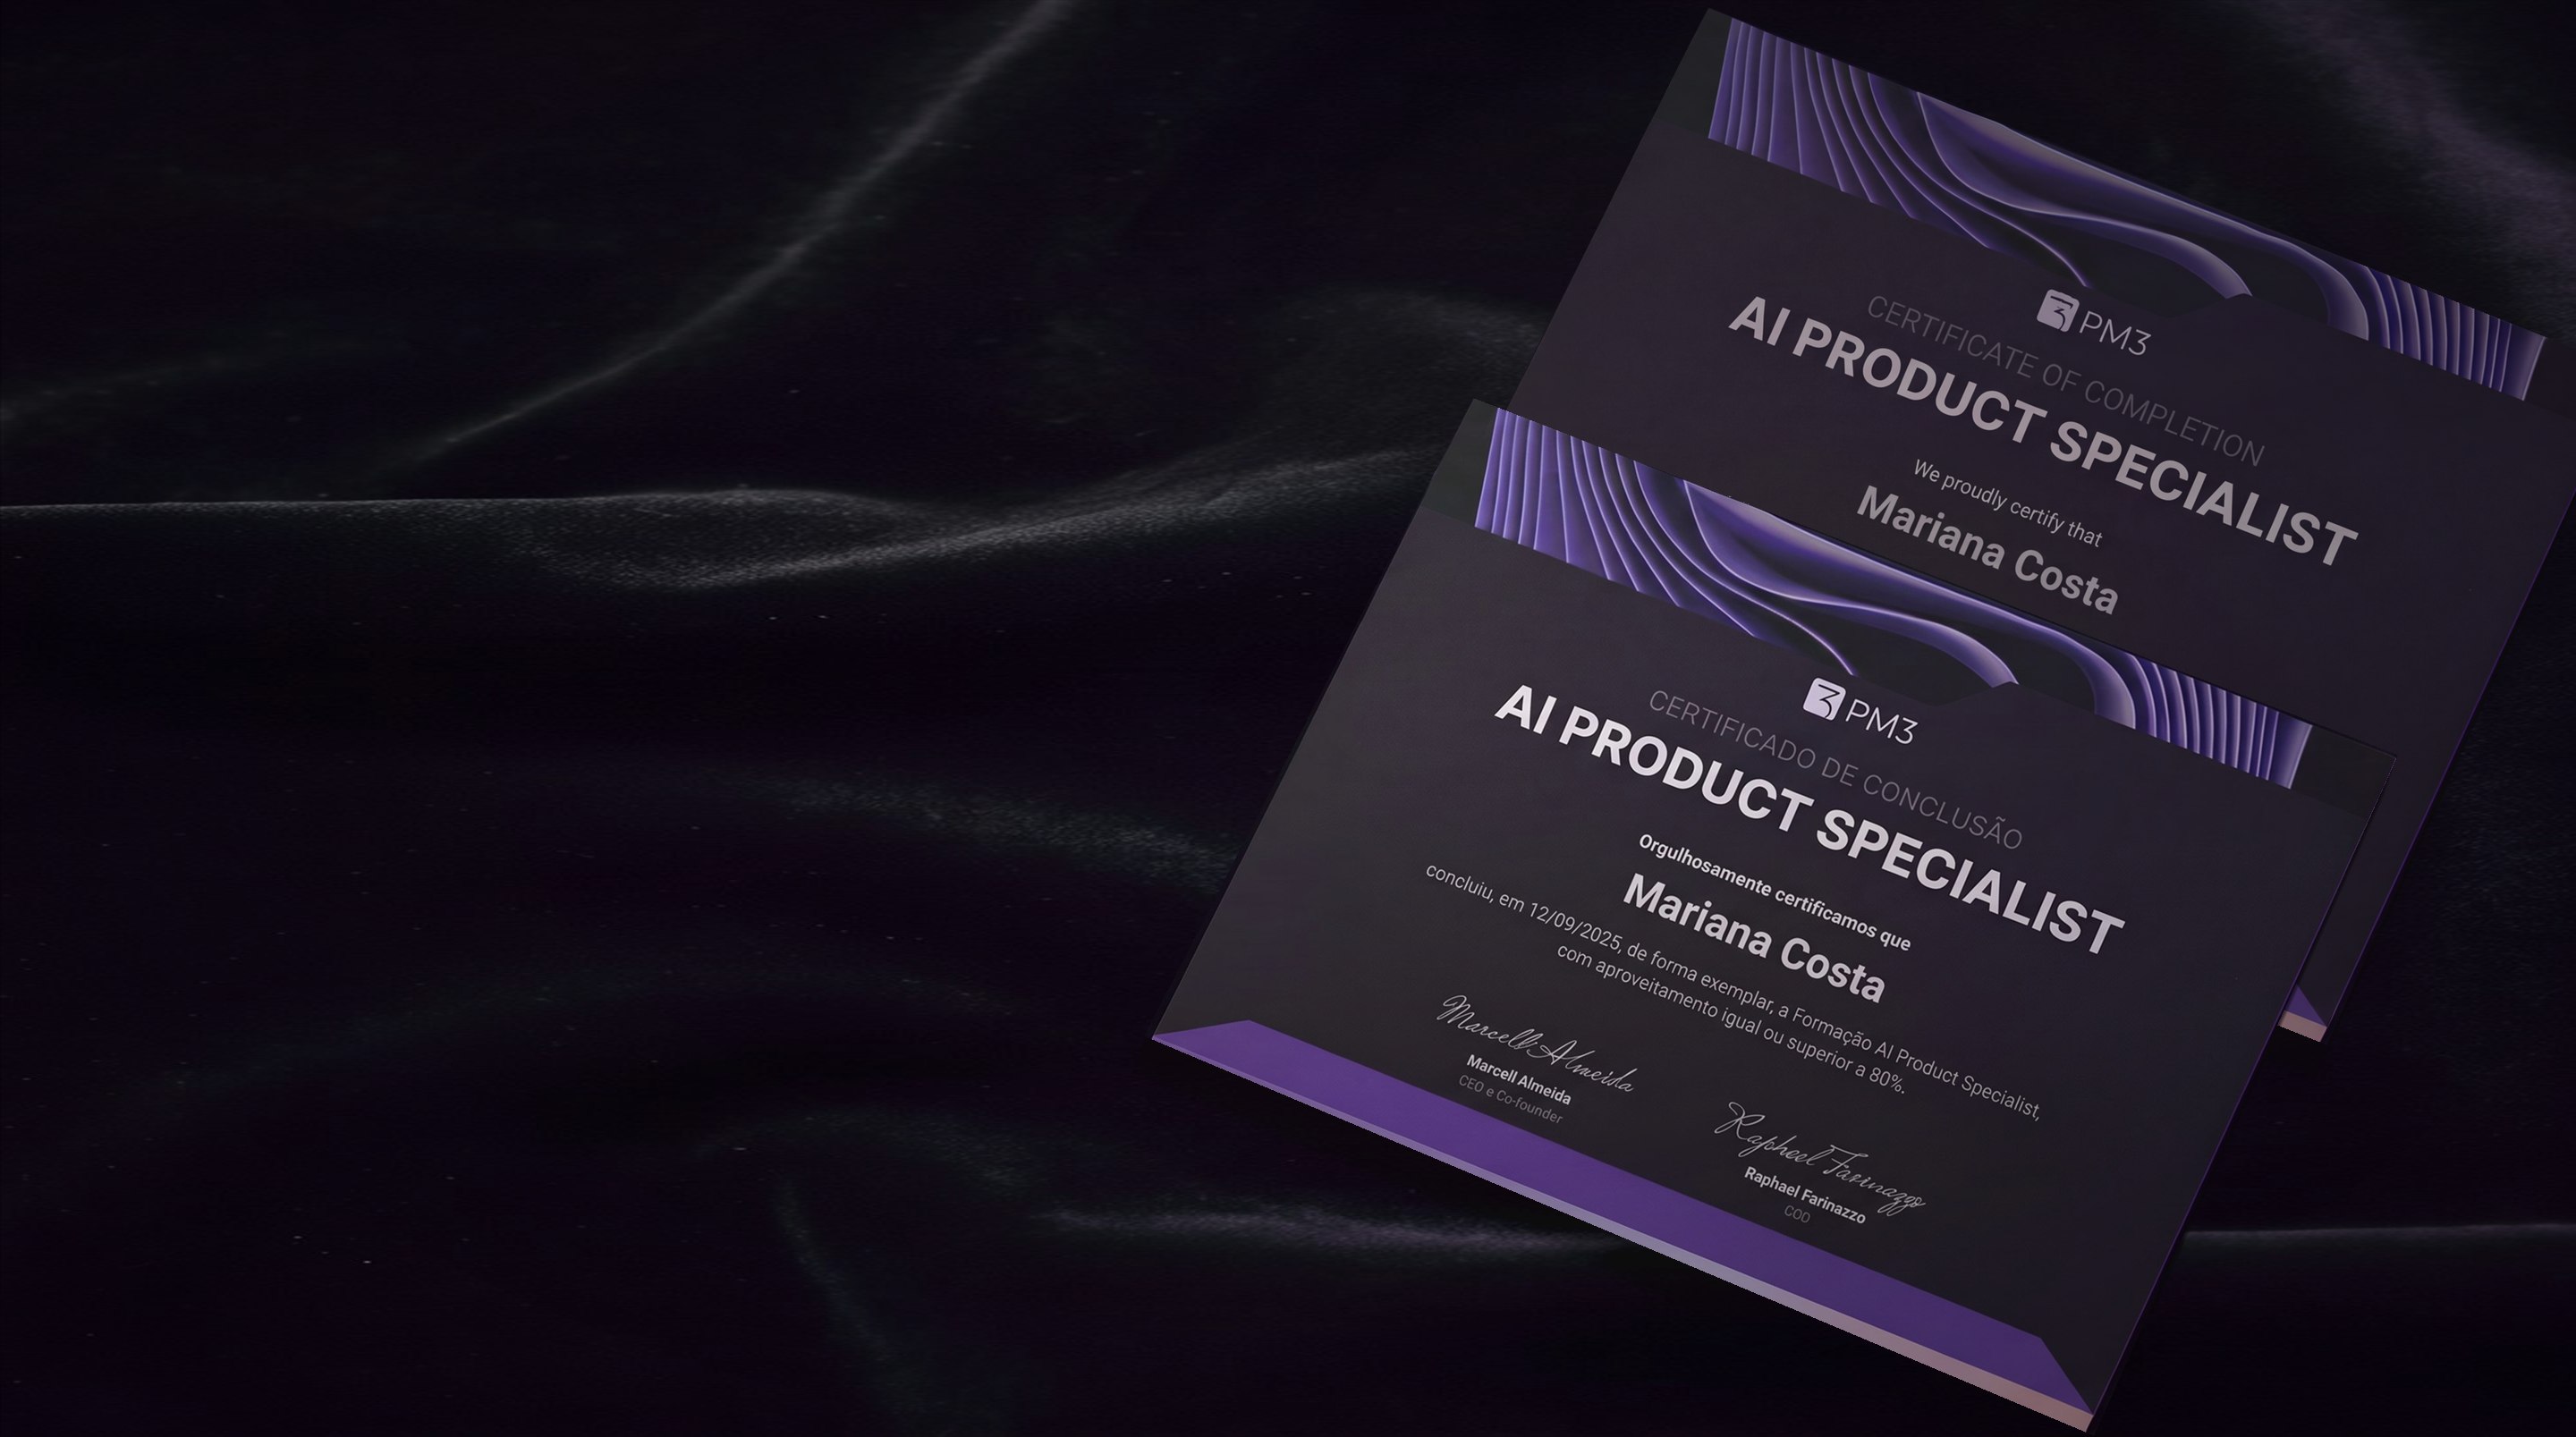 PM3
CERTIFICATE OF COMPLETION
AI PRODUCT SPECIALIST
We proudly certify that
Mariana Costa
PM3
CERTIFICADO DE CONCLUSÃO
AI PRODUCT SPECIALIST
Orgulhosamente certificamos que
Mariana Costa
concluiu, em 12/09/2025, de forma exemplar, a Formação AI Product Specialist,
com aproveitamento igual ou superior a 80%.
Marcell Almeida
Marcell Almeida
CEO e Co-founder
Rapheel Farinazzo
Raphael Farinazzo
COO